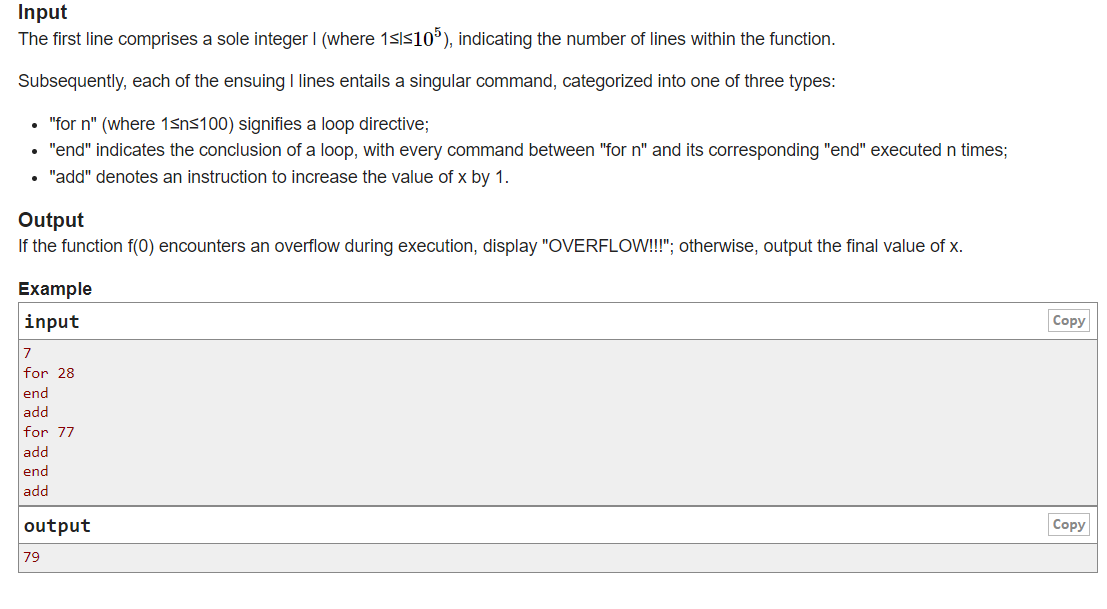 Input
The first line comprises a sole integer l (where 1≤l≤10^5), indicating the number of lines within the function.
Subsequently, each of the ensuing l lines entails a singular command, categorized into one of three types:
• "for n" (where 1≤n≤100) signifies a loop directive;
• "end" indicates the conclusion of a loop, with every command between "for n" and its corresponding "end" executed n times;
• "add" denotes an instruction to increase the value of x by 1.
Output
If the function f(0) encounters an overflow during execution, display "OVERFLOW!!!"; otherwise, output the final value of x.
Example
input Copy
7
for 28
end
add
for 77
add
end
add
output Copy
79